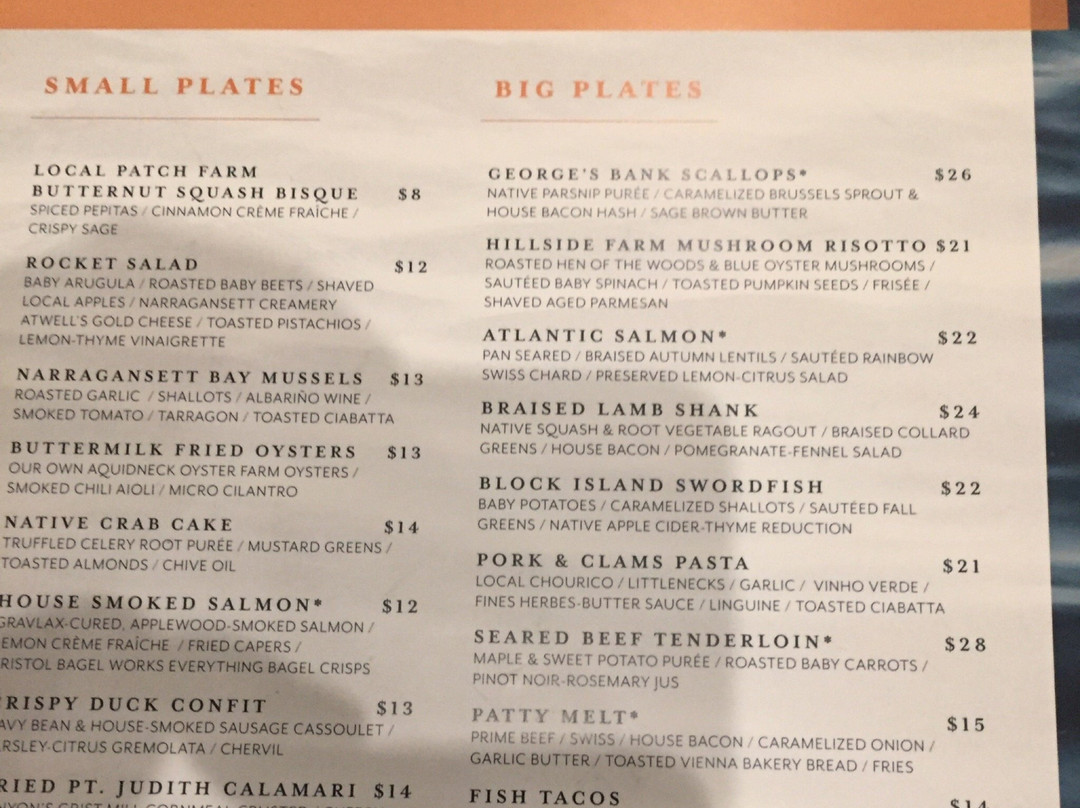 SMALL PLATES
LOCAL PATCH FARM
BUTTERNUT SQUASH BISQUE $8
SPICED PEPITAS / CINNAMON CRÈME FRAÎCHE /
CRISPY SAGE
ROCKET SALAD $12
BABY ARUGULA / ROASTED BABY BEETS / SHAVED
LOCAL APPLES / NARRAGANSETT CREAMERY
ATWELL'S GOLD CHEESE / TOASTED PISTACHIOS /
LEMON-THYME VINAIGRETTE
NARRAGANSETT BAY MUSSELS $13
ROASTED GARLIC / SHALLOTS / ALBARIÑO WINE /
SMOKED TOMATO / TARRAGON / TOASTED CIABATTA
BUTTERMILK FRIED OYSTERS $13
OUR OWN AQUIDNECK OYSTER FARM OYSTERS /
SMOKED CHILI AIOLI / MICRO CILANTRO
NATIVE CRAB CAKE $14
TRUFFLED CELERY ROOT PURÉE / MUSTARD GREENS /
TOASTED ALMONDS / CHIVE OIL
HOUSE SMOKED SALMON* $12
GRAVLAX-CURED, APPLEWOOD-SMOKED SALMON /
EMON CRÈME FRAÎCHE / FRIED CAPERS /
RISTOL BAGEL WORKS EVERYTHING BAGEL CRISPS
RISPY DUCK CONFIT $13
AVY BEAN & HOUSE-SMOKED SAUSAGE CASSOULET /
RSLEY-CITRUS GREMOLATA / CHERVIL
RIED PT. JUDITH CALAMARI $14
BIG PLATES
GEORGE'S BANK SCALLOPS* $26
NATIVE PARSNIP PURÉE / CARAMELIZED BRUSSELS SPROUT &
HOUSE BACON HASH / SAGE BROWN BUTTER
HILLSIDE FARM MUSHROOM RISOTTO $21
ROASTED HEN OF THE WOODS & BLUE OYSTER MUSHROOMS /
SAUTÉED BABY SPINACH / TOASTED PUMPKIN SEEDS / FRISÉE /
SHAVED AGED PARMESAN
ATLANTIC SALMON* $22
PAN SEARED / BRAISED AUTUMN LENTILS / SAUTÉED RAINBOW
SWISS CHARD / PRESERVED LEMON-CITRUS SALAD
BRAISED LAMB SHANK $24
NATIVE SQUASH & ROOT VEGETABLE RAGOUT / BRAISED COLLARD
GREENS / HOUSE BACON / POMEGRANATE-FENNEL SALAD
BLOCK ISLAND SWORDFISH $22
BABY POTATOES / CARAMELIZED SHALLOTS / SAUTÉED FALL
GREENS / NATIVE APPLE CIDER-THYME REDUCTION
PORK & CLAMS PASTA $21
LOCAL CHOURICO / LITTLENECKS / GARLIC / VINHO VERDE /
FINES HERBES-BUTTER SAUCE / LINGUINE / TOASTED CIABATTA
SEARED BEEF TENDERLOIN* $28
MAPLE & SWEET POTATO PURÉE / ROASTED BABY CARROTS /
PINOT NOIR-ROSEMARY JUS
PATTY MELT* $15
PRIME BEEF / SWISS / HOUSE BACON / CARAMELIZED ONION /
GARLIC BUTTER / TOASTED VIENNA BAKERY BREAD / FRIES
FISH TACOS $14